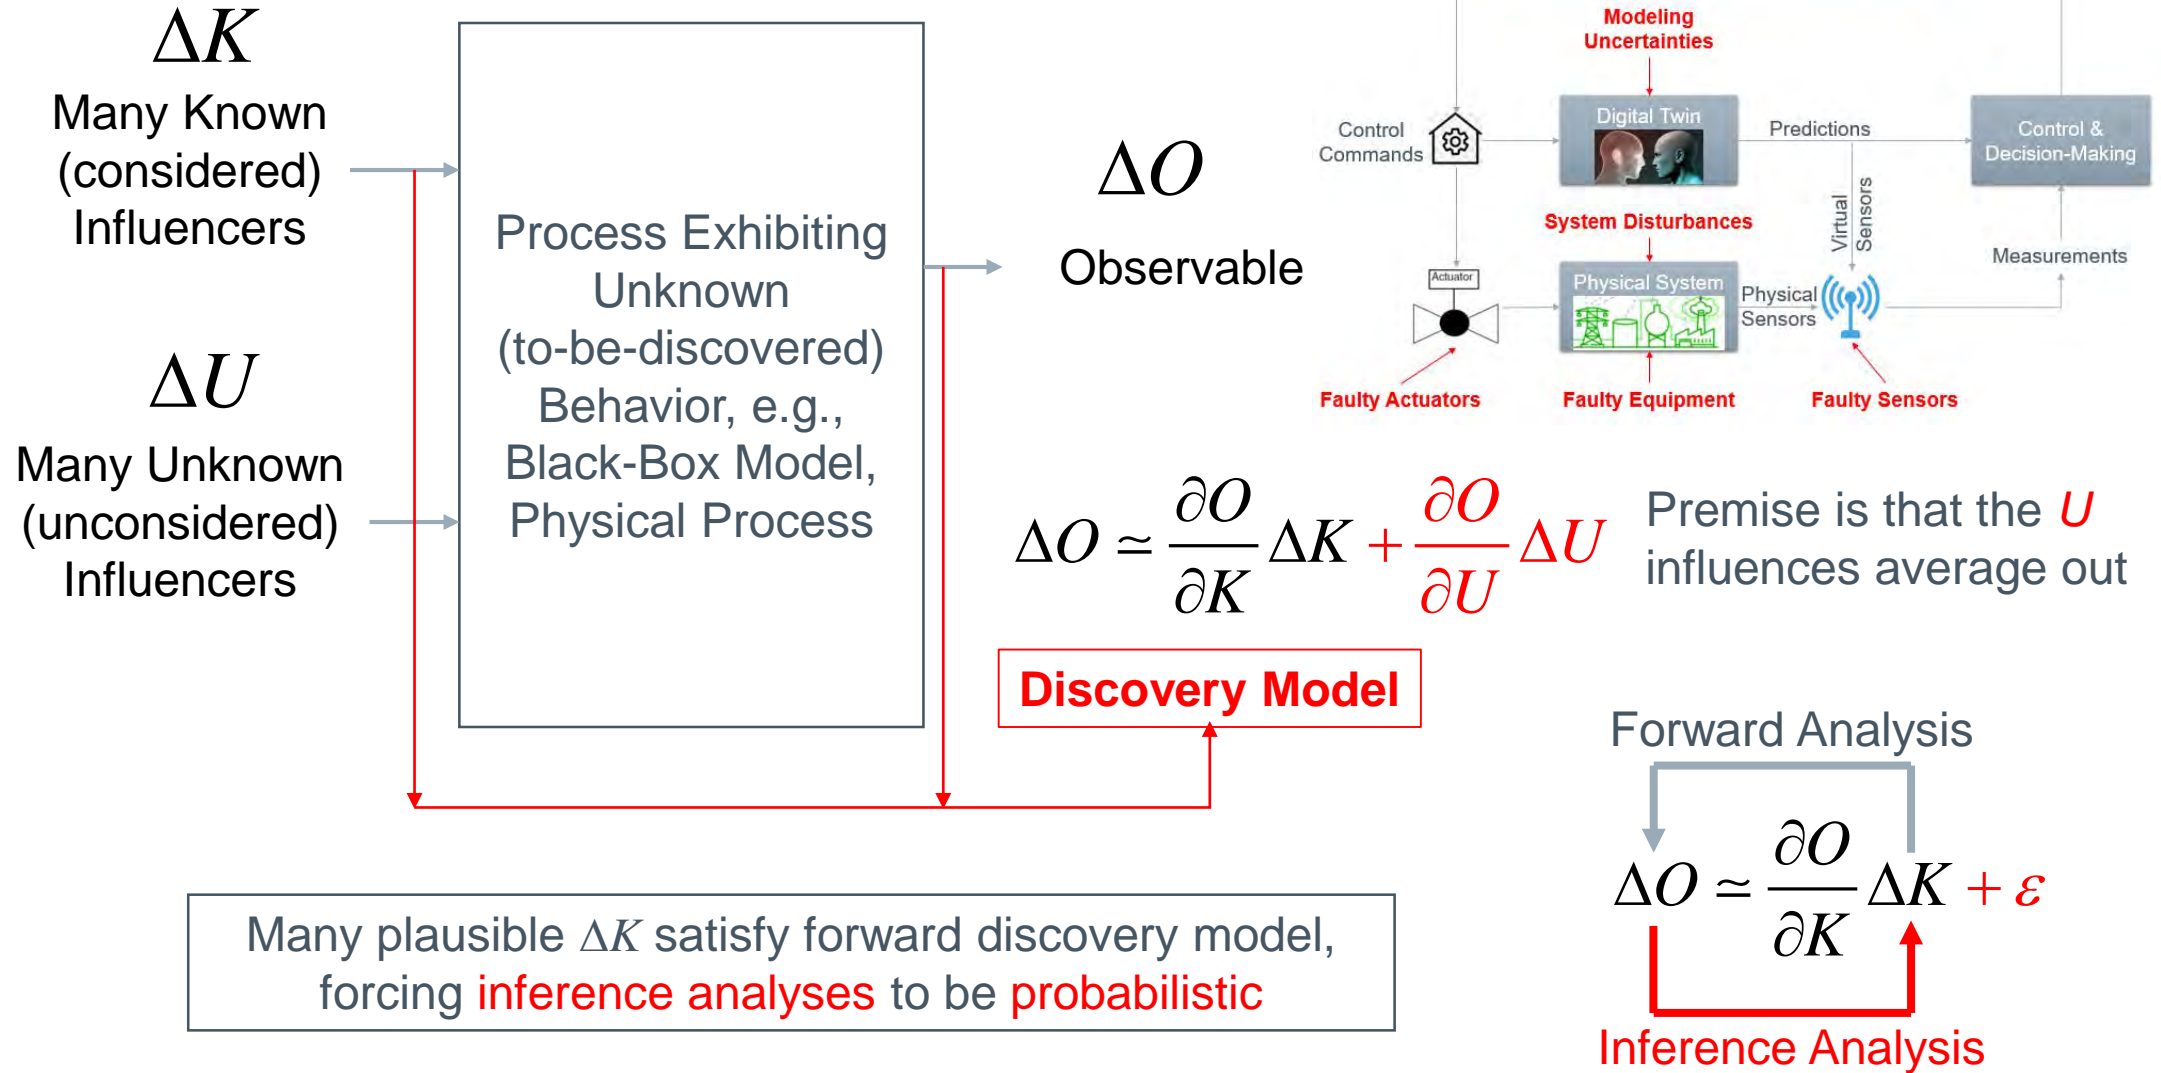 ΔK
Many Known
(considered)
Influencers
ΔU
Many Unknown
(unconsidered)
Influencers
Process Exhibiting
Unknown
(to-be-discovered)
Behavior, e.g.,
Black-Box Model,
Physical Process
ΔO
Observable
Modeling
Uncertainties
Control
Commands
Digital Twin
Predictions
Control &
Decision-Making
System Disturbances
Virtual
Sensors
Measurements
Actuator
Physical System
Physical
Sensors
Faulty Actuators
Faulty Equipment
Faulty Sensors
ΔO ≃ ∂O/∂K ΔK + ∂O/∂U ΔU
Premise is that the U
influences average out
Discovery Model
Forward Analysis
ΔO ≃ ∂O/∂K ΔK + ε
Inference Analysis
Many plausible ΔK satisfy forward discovery model,
forcing inference analyses to be probabilistic